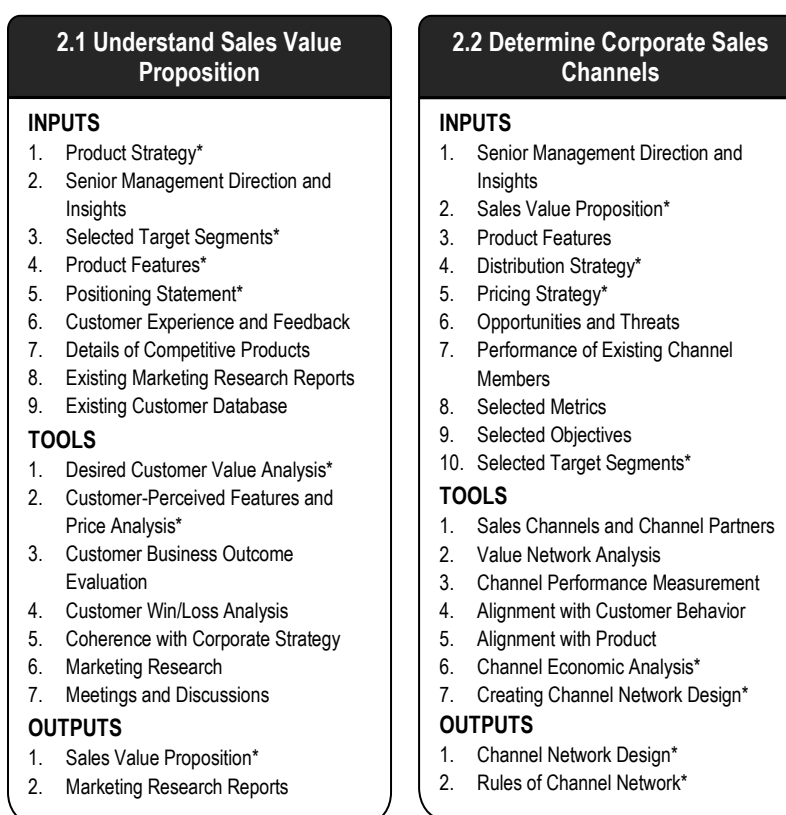 2.1 Understand Sales Value
Proposition
INPUTS
1. Product Strategy*
2. Senior Management Direction and
Insights
3. Selected Target Segments*
4. Product Features*
5. Positioning Statement*
6. Customer Experience and Feedback
7. Details of Competitive Products
8. Existing Marketing Research Reports
9. Existing Customer Database
TOOLS
1. Desired Customer Value Analysis*
2. Customer-Perceived Features and
Price Analysis*
3. Customer Business Outcome
Evaluation
4. Customer Win/Loss Analysis
5. Coherence with Corporate Strategy
6. Marketing Research
7. Meetings and Discussions
OUTPUTS
1. Sales Value Proposition*
2. Marketing Research Reports
2.2 Determine Corporate Sales
Channels
INPUTS
1. Senior Management Direction and
Insights
2. Sales Value Proposition*
3. Product Features
4. Distribution Strategy*
5. Pricing Strategy*
6. Opportunities and Threats
7. Performance of Existing Channel
Members
8. Selected Metrics
9. Selected Objectives
10. Selected Target Segments*
TOOLS
1. Sales Channels and Channel Partners
2. Value Network Analysis
3. Channel Performance Measurement
4. Alignment with Customer Behavior
5. Alignment with Product
6. Channel Economic Analysis*
7. Creating Channel Network Design*
OUTPUTS
1. Channel Network Design*
2. Rules of Channel Network*